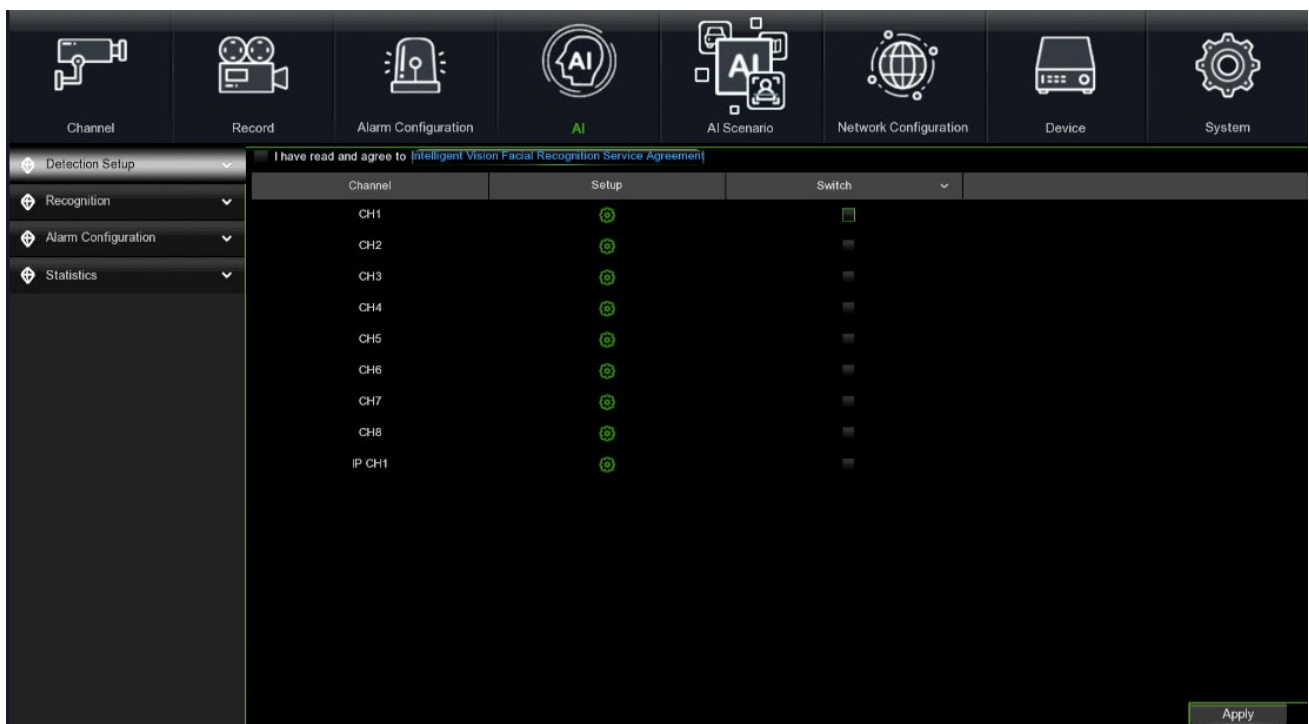 AI
AI
Channel Record Alarm Configuration AI AI Scenario Network Configuration Device System
Detection Setup
Recognition
Alarm Configuration
Statistics
I have read and agree to Intelligent Vision Facial Recognition Service Agreement
Channel Setup Switch
CH1
CH2
CH3
CH4
CH5
CH6
CH7
CH8
IP CH1
Apply